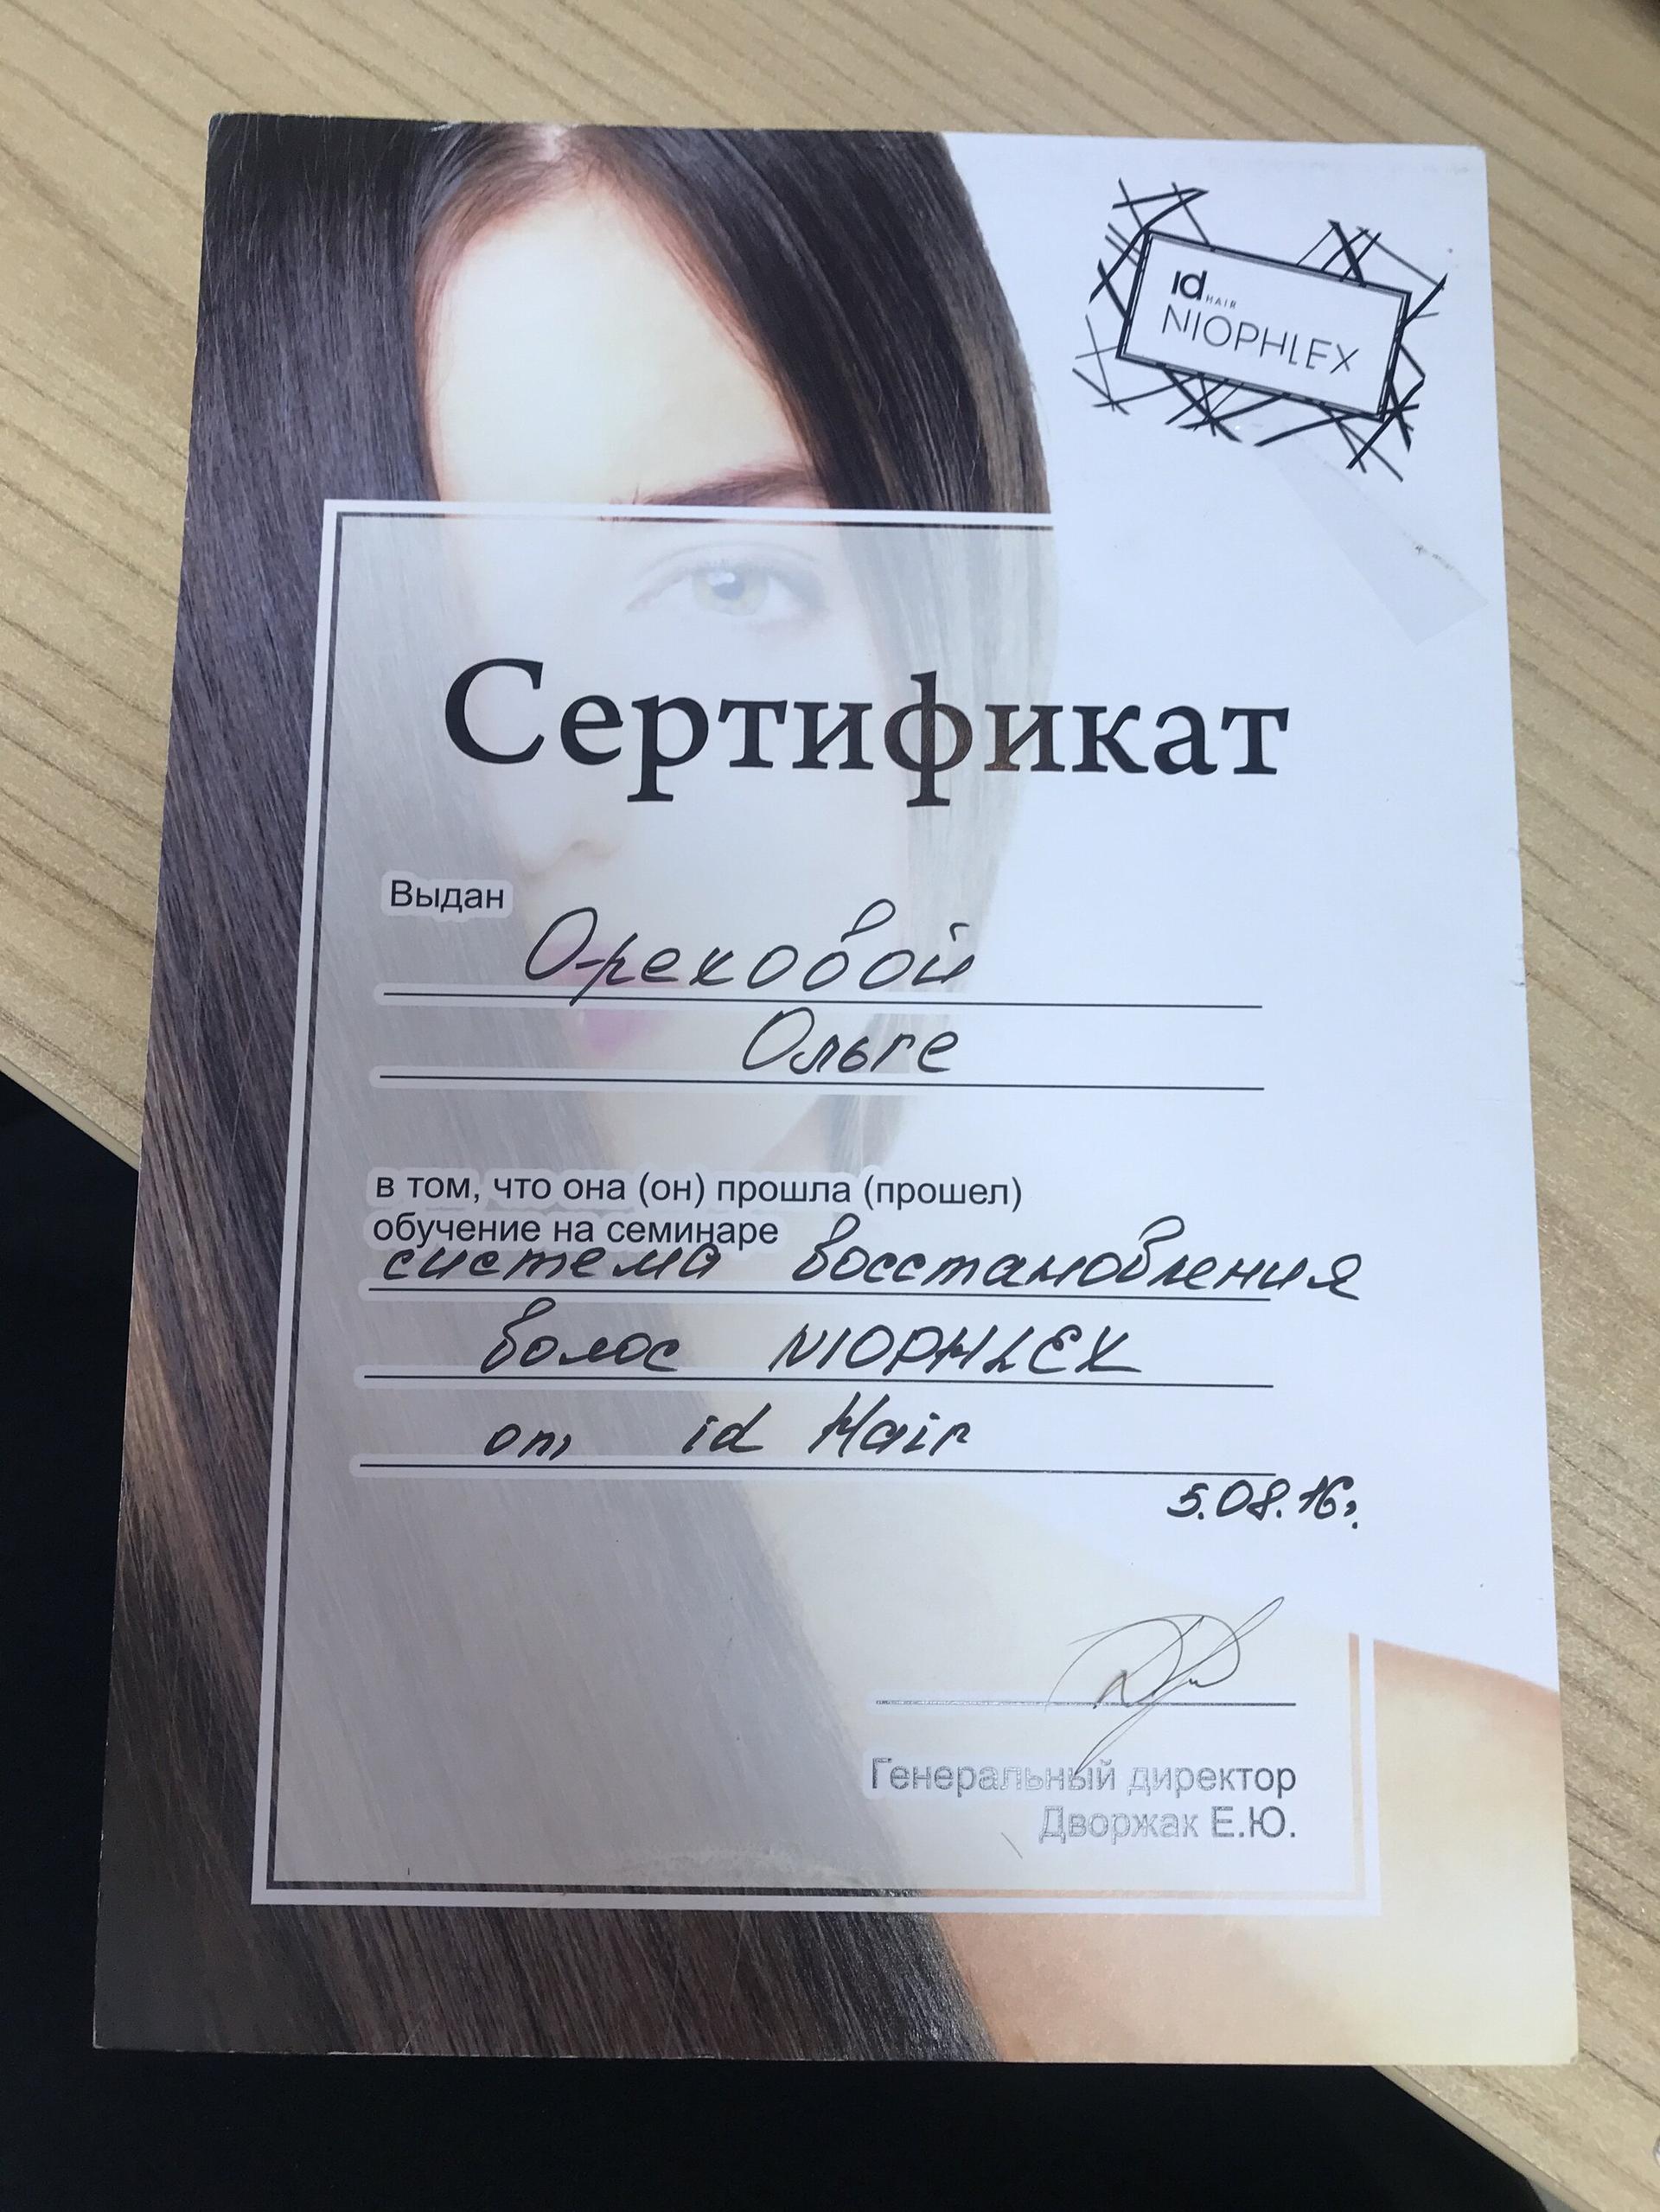 id HAIR
NIOPHLEX
Сертификат
Выдан
Ореховой
Ольге
в том, что она (он) прошла (прошел)
обучение на семинаре
система восстановления
волос NIOPHLEX
от id Hair
5.08.16г.
Генеральный директор
Дворжак Е.Ю.